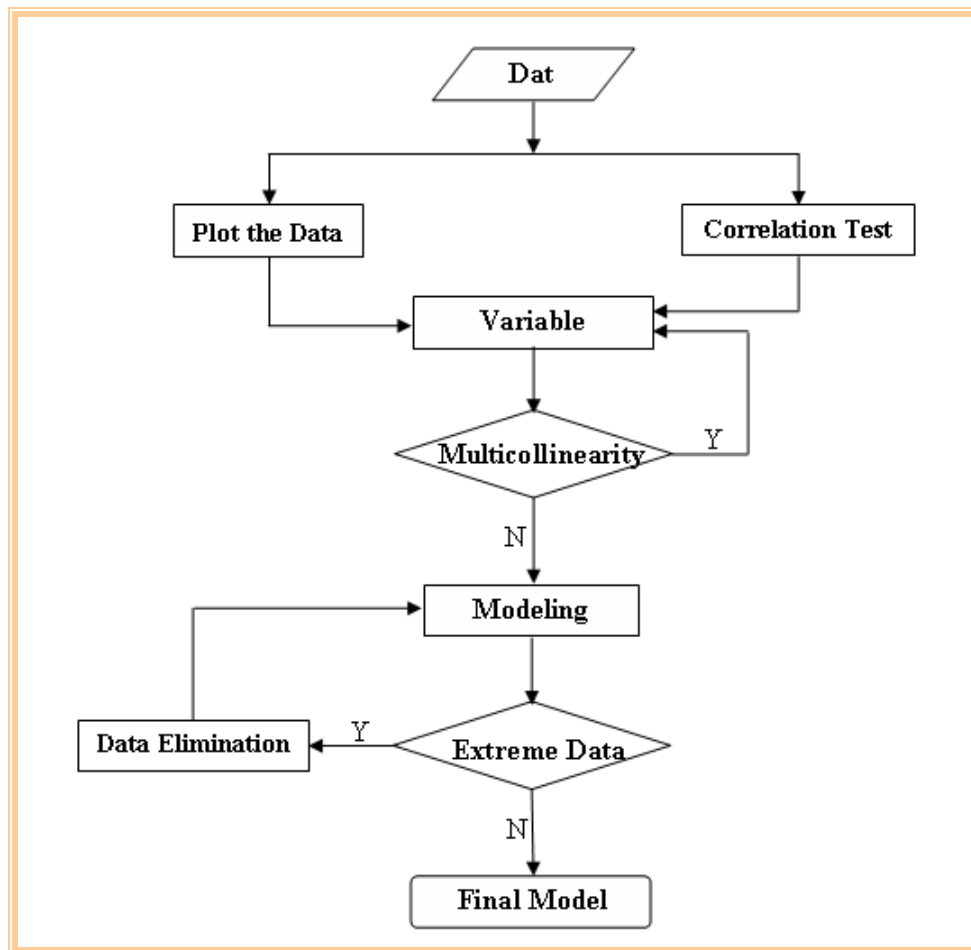 Dat
Plot the Data
Correlation Test
Variable
Multicollinearity
Y
N
Modeling
Data Elimination
Y
Extreme Data
N
Final Model